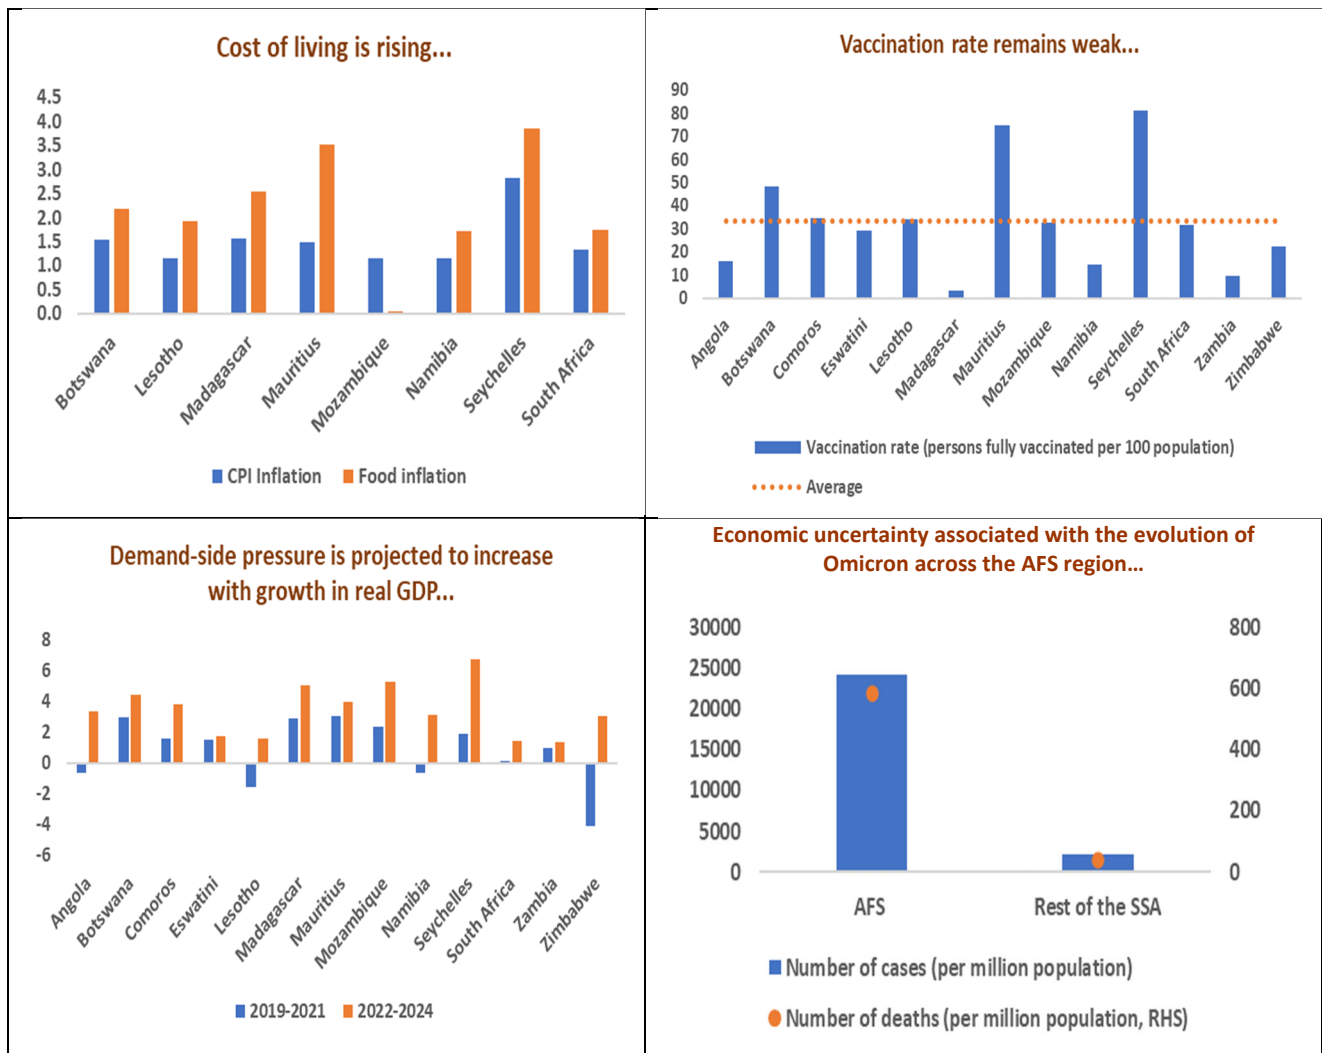 Cost of living is rising...
4.5
4.0
3.5
3.0
2.5
2.0
1.5
1.0
0.5
0.0
Botswana
Lesotho
Madagascar
Mauritius
Mozambique
Namibia
Seychelles
South Africa
CPI Inflation Food inflation
Vaccination rate remains weak...
90
80
70
60
50
40
30
20
10
0
Angola
Botswana
Comoros
Eswatini
Lesotho
Madagascar
Mauritius
Mozambique
Namibia
Seychelles
South Africa
Zambia
Zimbabwe
Vaccination rate (persons fully vaccinated per 100 population)
Average
Demand-side pressure is projected to increase
with growth in real GDP...
8
6
4
2
0
-2
-4
-6
Angola
Botswana
Comoros
Eswatini
Lesotho
Madagascar
Mauritius
Mozambique
Namibia
Seychelles
South Africa
Zambia
Zimbabwe
2019-2021 2022-2024
Economic uncertainty associated with the evolution of
Omicron across the AFS region…
30000
25000
20000
15000
10000
5000
0
800
600
400
200
0
AFS
Rest of the SSA
Number of cases (per million population)
Number of deaths (per million population, RHS)